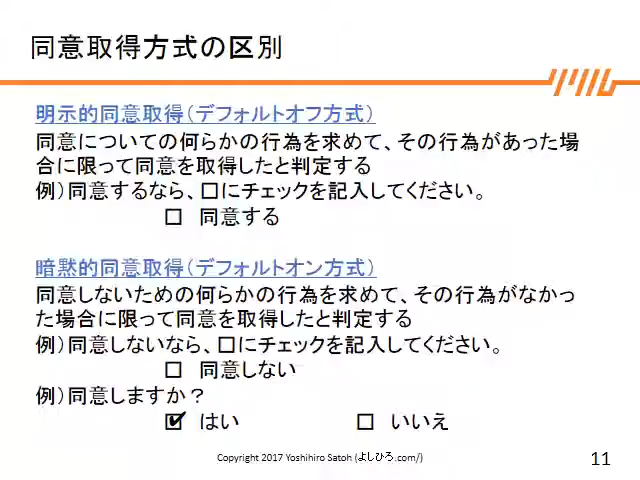 同意取得方式の区別
明示的同意取得（デフォルトオフ方式）
同意についての何らかの行為を求めて、その行為があった場
合に限って同意を取得したと判定する
例）同意するなら、□にチェックを記入してください。
□ 同意する
暗黙的同意取得（デフォルトオン方式）
同意しないための何らかの行為を求めて、その行為がなかっ
た場合に限って同意を取得したと判定する
例）同意しないなら、□にチェックを記入してください。
□ 同意しない
例）同意しますか？
☑ はい □ いいえ
Copyright 2017 Yoshihiro Satoh (よしひろ.com/)
11